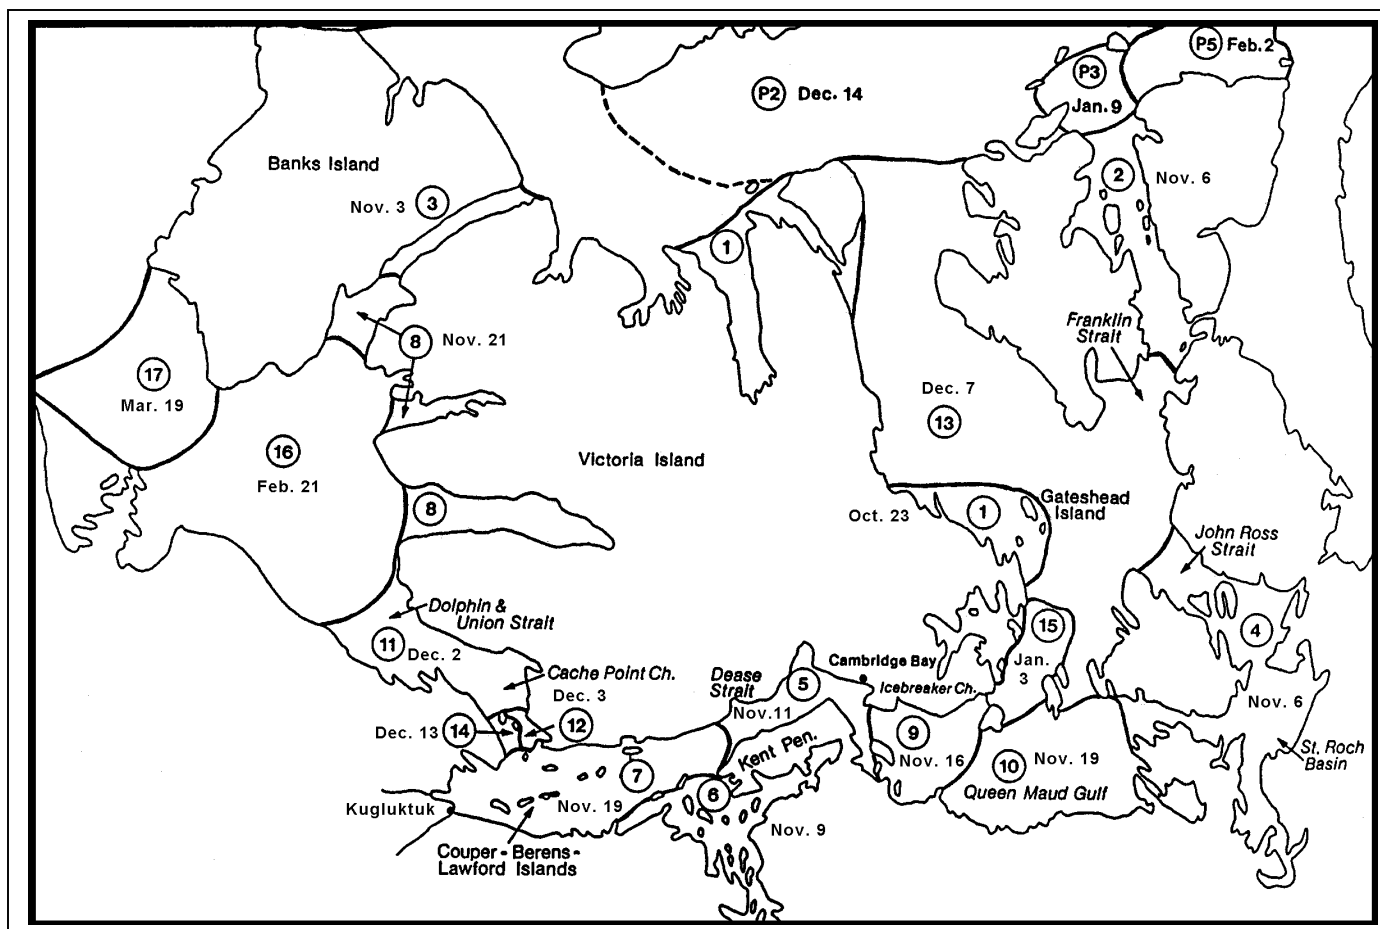 P5 Feb. 2
P3
Jan. 9
P2 Dec. 14
Banks Island
Nov. 3 3
2 Nov. 6
1
Franklin
Strait
8 Nov. 21
17
Mar. 19
Dec. 7
13
16
Feb. 21
Victoria Island
8
Oct. 23 1
Gateshead
Island
John Ross
Strait
Dolphin &
Union Strait
11 Dec. 2
15
Jan.
3
4
Nov. 6
Cache Point Ch.
Dec. 3
Dease
Strait
5
Nov. 11
Cambridge Bay
Icebreaker Ch.
Dec. 13 14
12
9
Nov. 16
10 Nov. 19
Queen Maud Gulf
St. Roch
Basin
Kent Pen.
7
Nov. 19
6
Nov. 9
Kugluktuk
Couper - Berens -
Lawford Islands